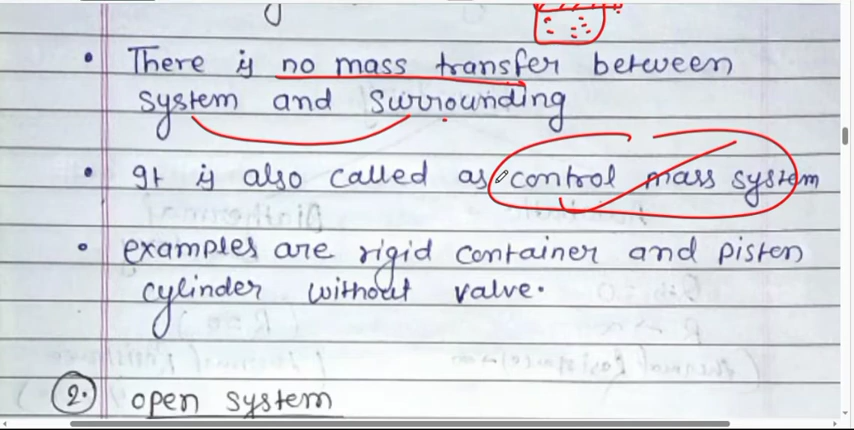 • There is no mass transfer between
system and surrounding
• It is also called as control mass system
• examples are rigid container and pisten
cylinder without valve.
2. open system